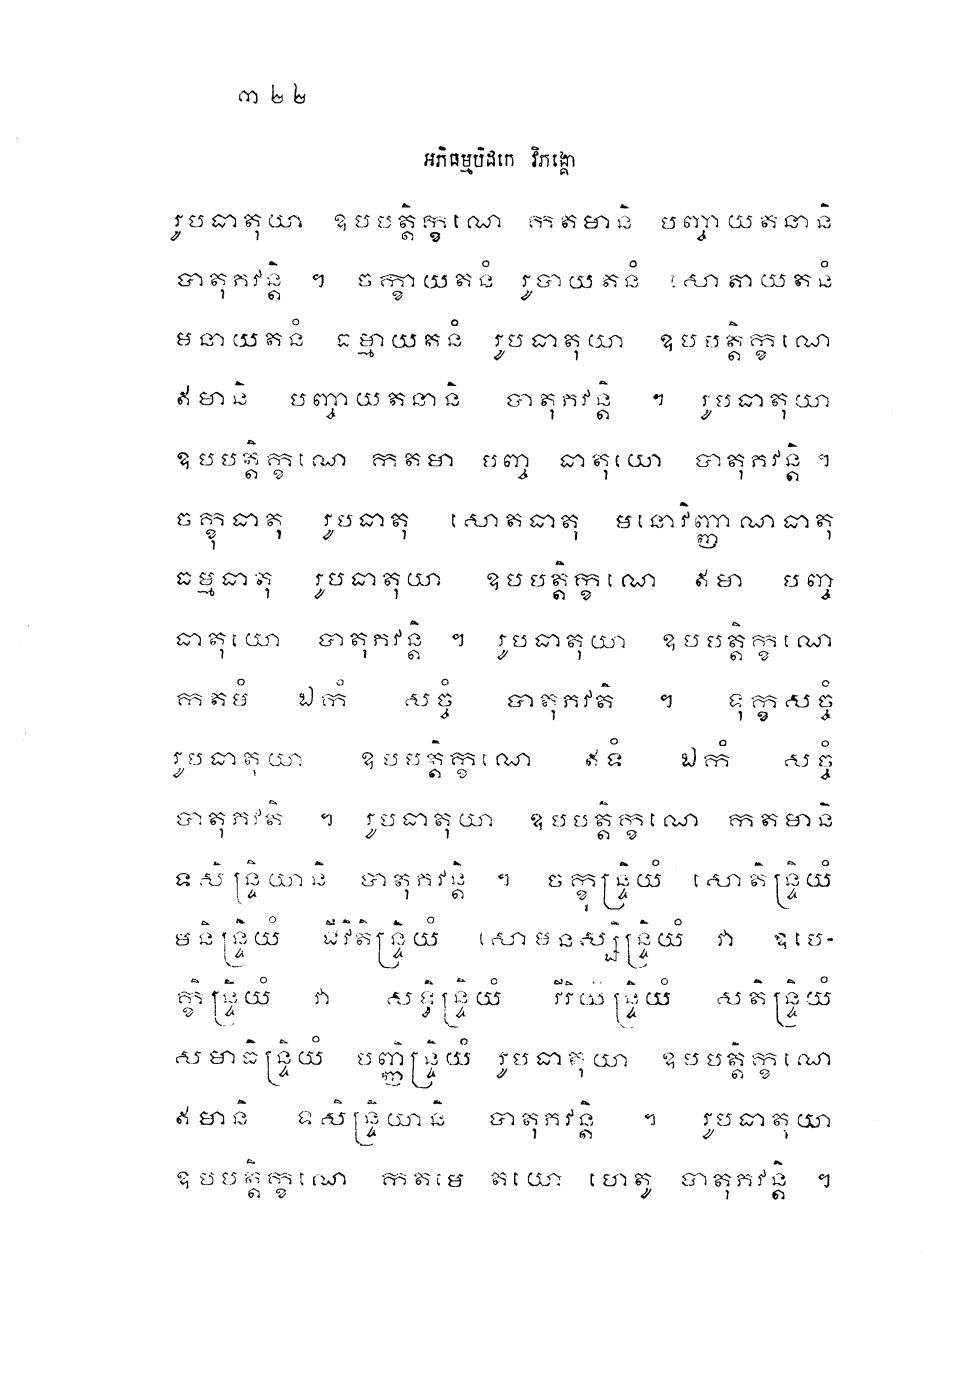 ៣២២
អភិធម្មបិដកេ វិភង្គោ
រូបធាតុយា ឧបបត្តិក្ខណេ កតមានិ បញ្ចាយតនានិ
បាតុភវន្តិ ។ ចក្ខាយតនំ រូបាយតនំ សោតាយតនំ
មនាយតនំ ធម្មាយតនំ រូបធាតុយា ឧបបត្តិក្ខណេ
ឥមានិ បញ្ចាយតនានិ បាតុភវន្តិ ។ រូបធាតុយា
ឧបបត្តិក្ខណេ កតមា បញ្ច ធាតុយោ បាតុភវន្តិ ។
ចក្ខុធាតុ រូបធាតុ សោតធាតុ មនោវិញ្ញាណធាតុ
ធម្មធាតុ រូបធាតុយា ឧបបត្តិក្ខណេ ឥមា បញ្ច
ធាតុយោ បាតុភវន្តិ ។ រូបធាតុយា ឧបបត្តិក្ខណេ
កតមំ ឯកំ សច្ចំ បាតុភវតិ ។ ទុក្ខសច្ចំ
រូបធាតុយា ឧបបត្តិក្ខណេ ឥទំ ឯកំ សច្ចំ
បាតុភវតិ ។ រូបធាតុយា ឧបបត្តិក្ខណេ កតមានិ
ទសិន្ទ្រិយានិ បាតុភវន្តិ ។ ចក្ខុន្ទ្រិយំ សោតិន្ទ្រិយំ
មនិន្ទ្រិយំ ជីវិតិន្ទ្រិយំ សោមនស្សិន្ទ្រិយំ វា ឧបេ-
ក្ខិន្ទ្រិយំ វា សទ្ធិន្ទ្រិយំ វីរិយិន្ទ្រិយំ សតិន្ទ្រិយំ
សមាធិន្ទ្រិយំ បញ្ញិន្ទ្រិយំ រូបធាតុយា ឧបបត្តិក្ខណេ
ឥមានិ ទសិន្ទ្រិយានិ បាតុភវន្តិ ។ រូបធាតុយា
ឧបបត្តិក្ខណេ កតមេ តយោ ហេតូ បាតុភវន្តិ ។